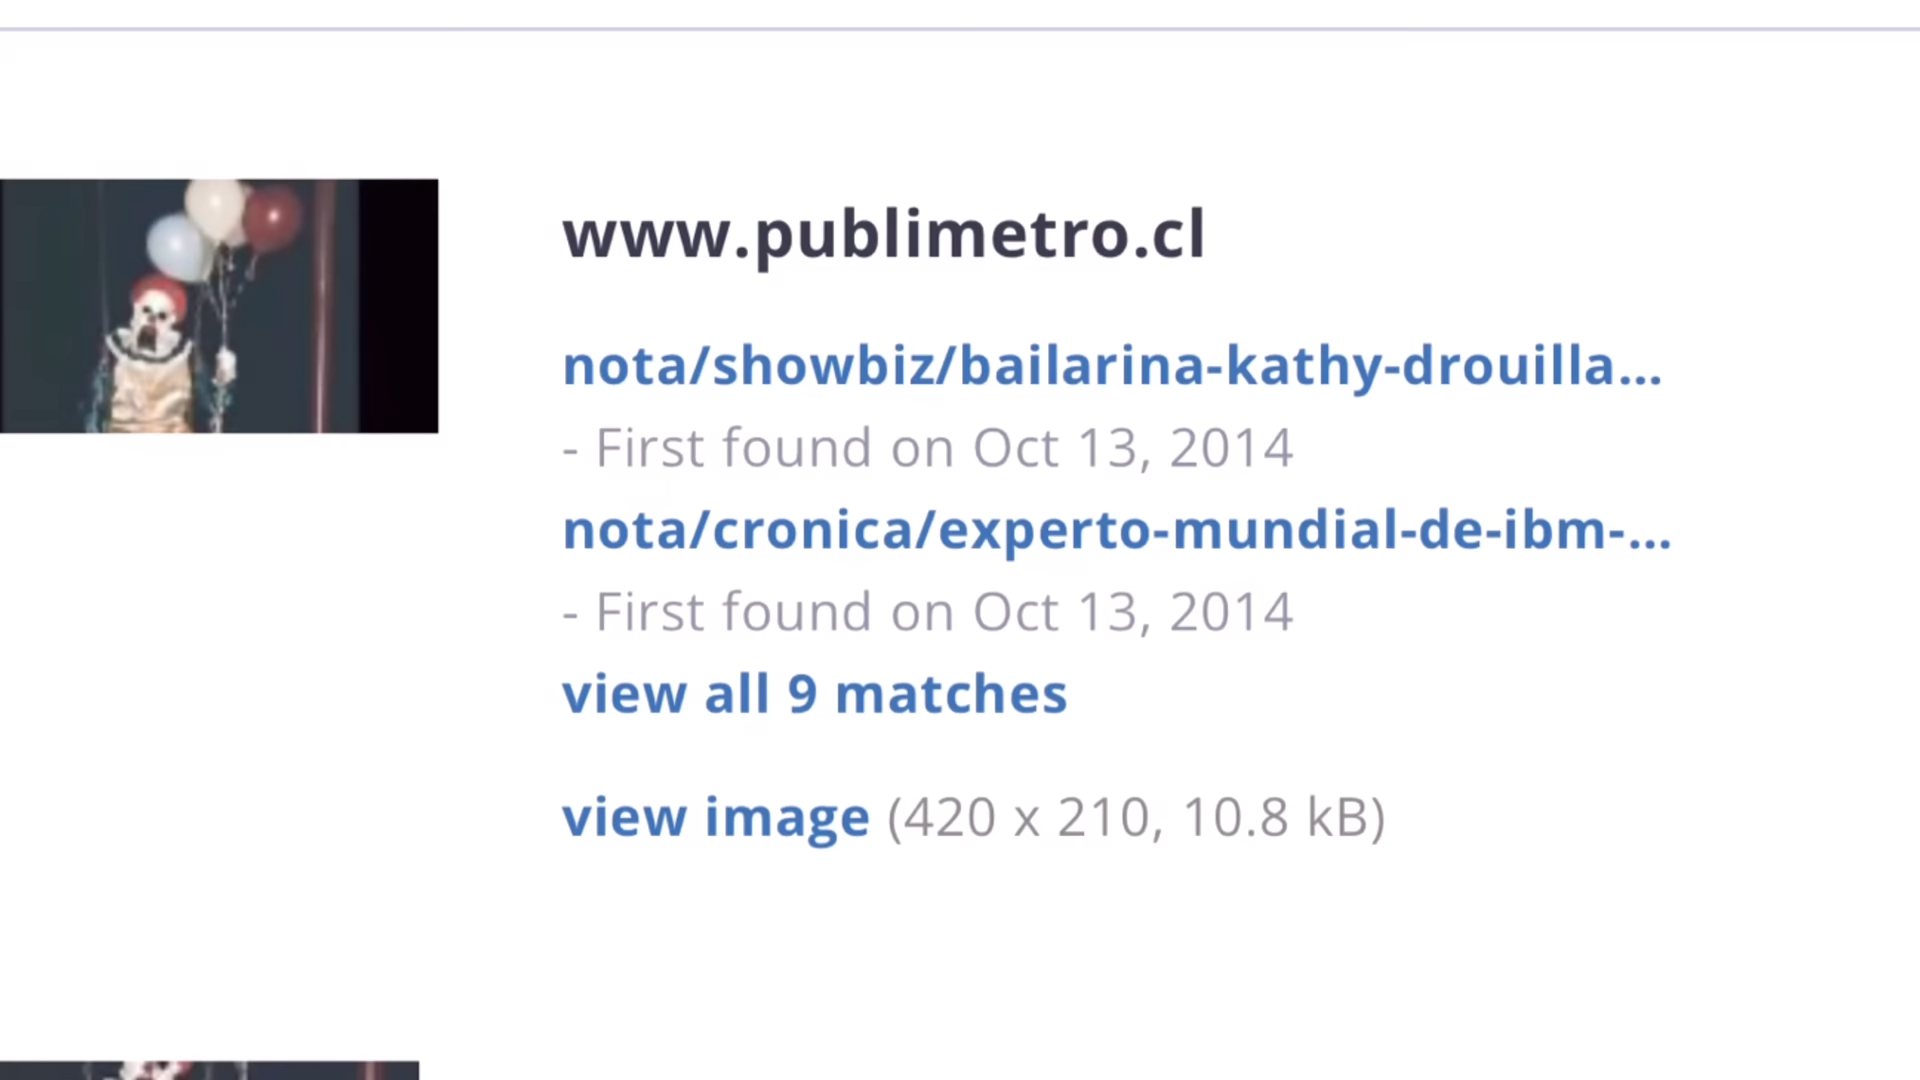 www.publimetro.cl
nota/showbiz/bailarina-kathy-drouilla...
- First found on Oct 13, 2014
nota/cronica/experto-mundial-de-ibm-...
- First found on Oct 13, 2014
view all 9 matches
view image (420 x 210, 10.8 kB)